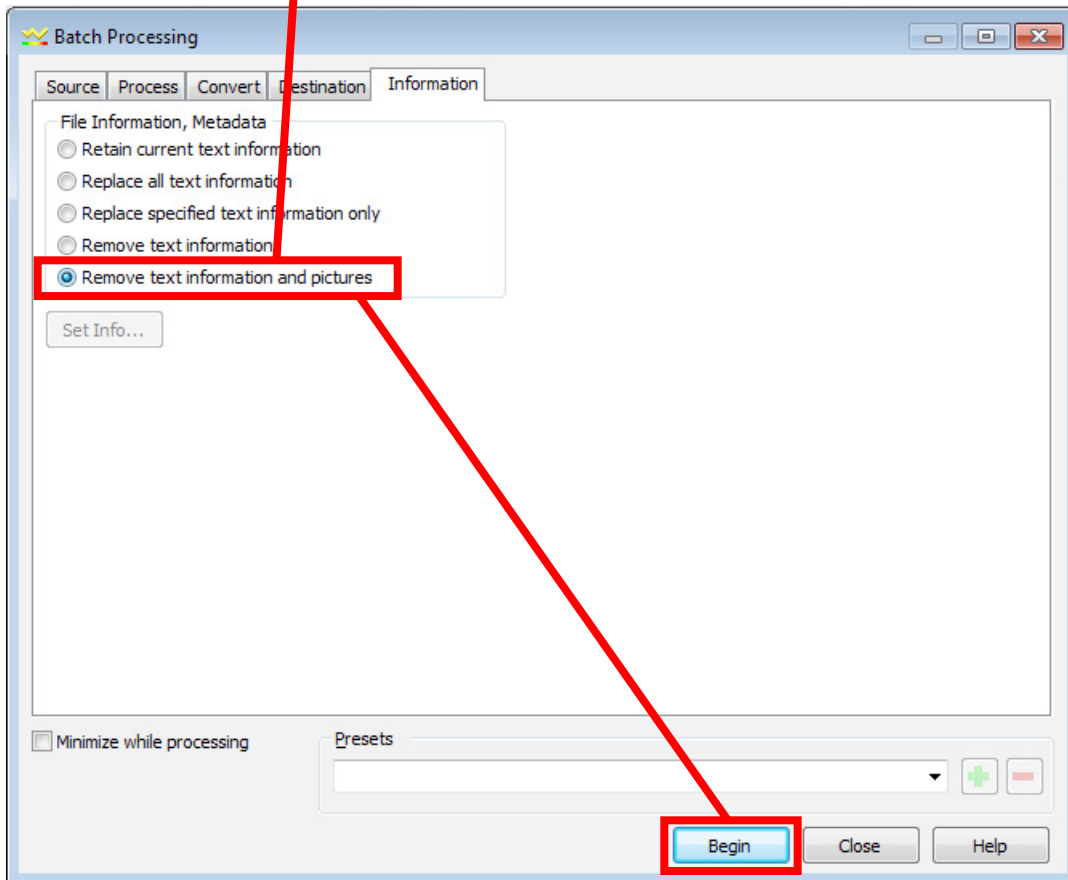 Batch Processing
Source Process Convert Destination Information
File Information, Metadata
Retain current text information
Replace all text information
Replace specified text information only
Remove text information
Remove text information and pictures
Set Info...
Minimize while processing
Presets
Begin Close Help